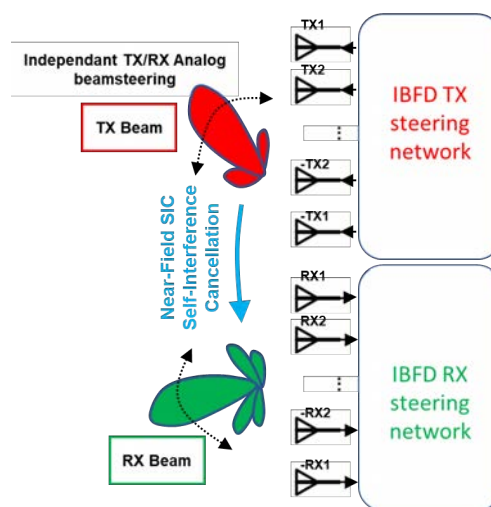 Independant TX/RX Analog
beamsteering
TX Beam
Near-Field SIC
Self-Interference
Cancellation
RX Beam
TX1
TX2
-TX2
-TX1
IBFD TX
steering
network
RX1
RX2
-RX2
-RX1
IBFD RX
steering
network